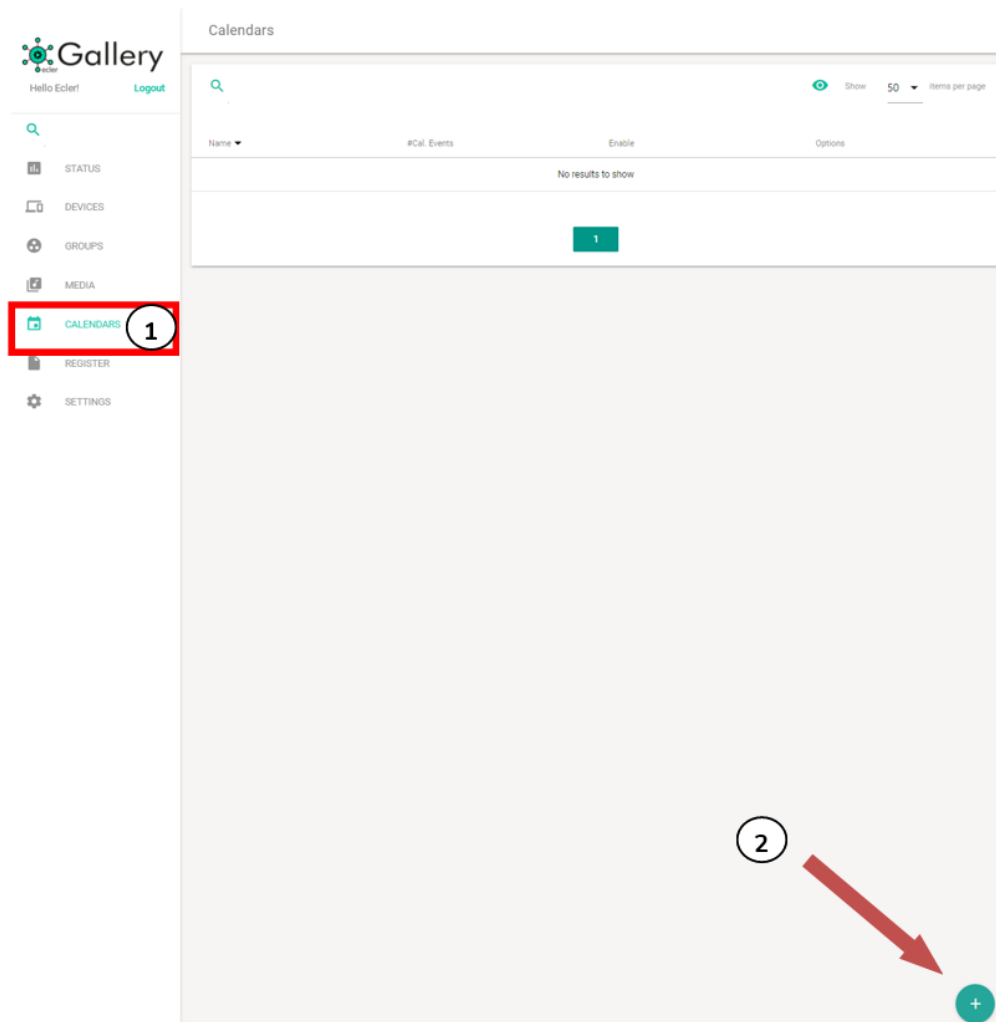 Calendars
Gallery
ecler
Hello Ecler! Logout
Show 50 items per page
Name #Cal. Events Enable Options
No results to show
1
STATUS
DEVICES
GROUPS
MEDIA
CALENDARS 1
REGISTER
SETTINGS
2
+